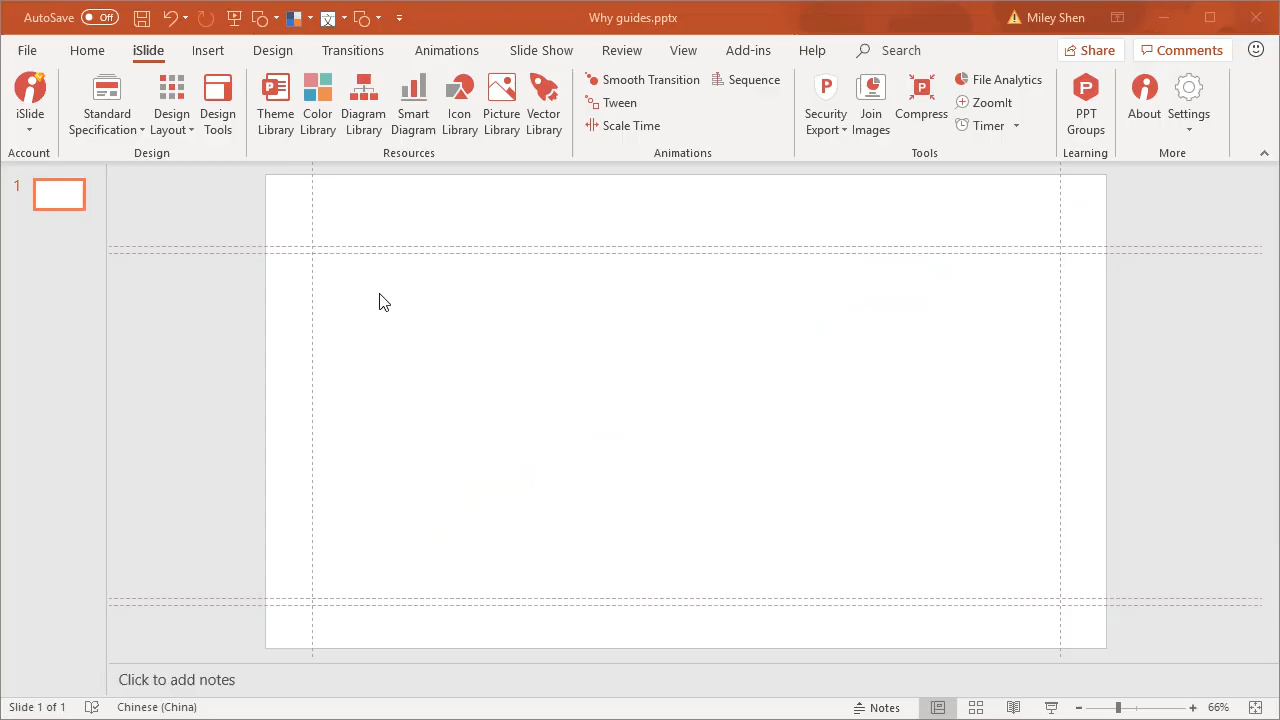 AutoSave Off Why guides.pptx Miley Shen
File Home iSlide Insert Design Transitions Animations Slide Show Review View Add-ins Help Search Share Comments
iSlide
Account
Standard Specification
Design Layout
Design Tools
Design
Theme Library
Color Library
Diagram Library
Smart Diagram
Icon Library
Picture Library
Vector Library
Resources
Smooth Transition Sequence
Tween
Scale Time
Animations
Security Export
Join Images
Compress
File Analytics
ZoomIt
Timer
Tools
PPT Groups
Learning
About
Settings
More
1
Click to add notes
Slide 1 of 1 Chinese (China) Notes 66%